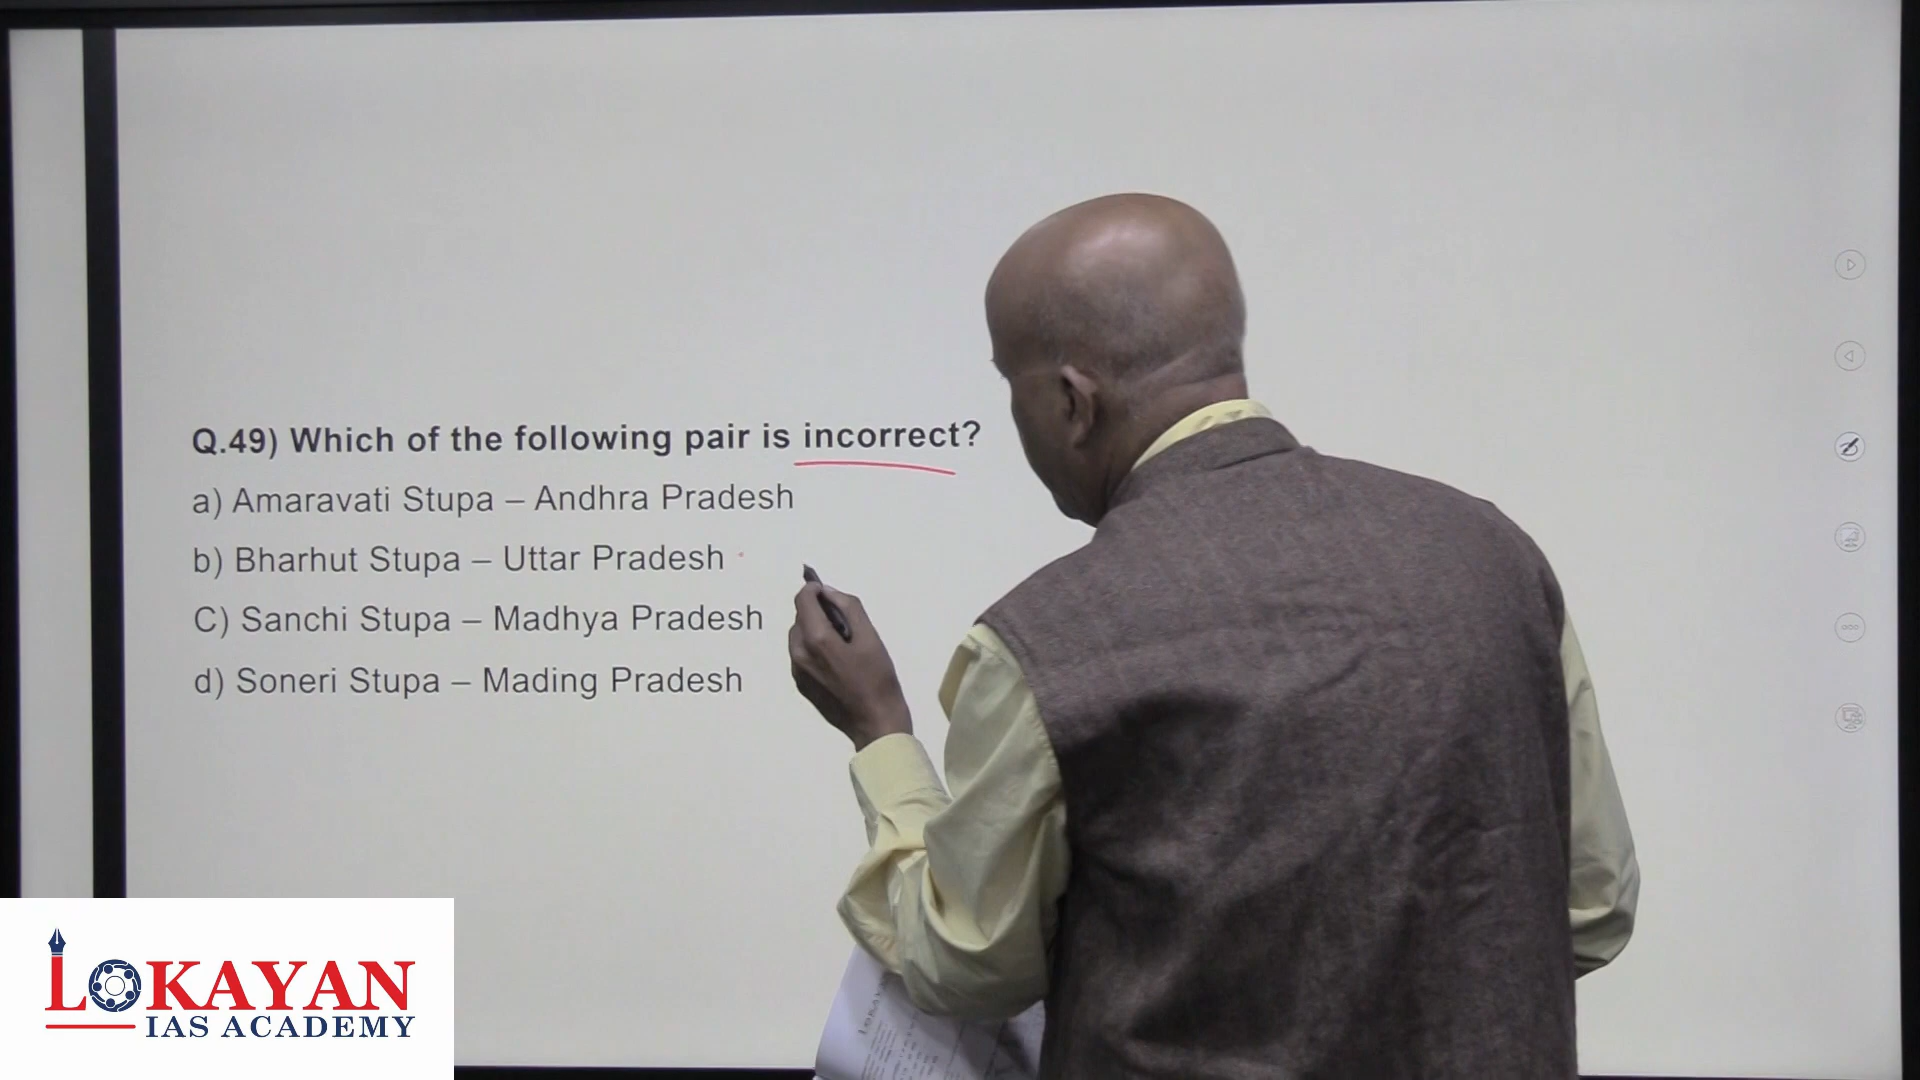 Q.49) Which of the following pair is incorrect?
a) Amaravati Stupa – Andhra Pradesh
b) Bharhut Stupa – Uttar Pradesh
C) Sanchi Stupa – Madhya Pradesh
d) Soneri Stupa – Mading Pradesh
LOKAYAN
IAS ACADEMY